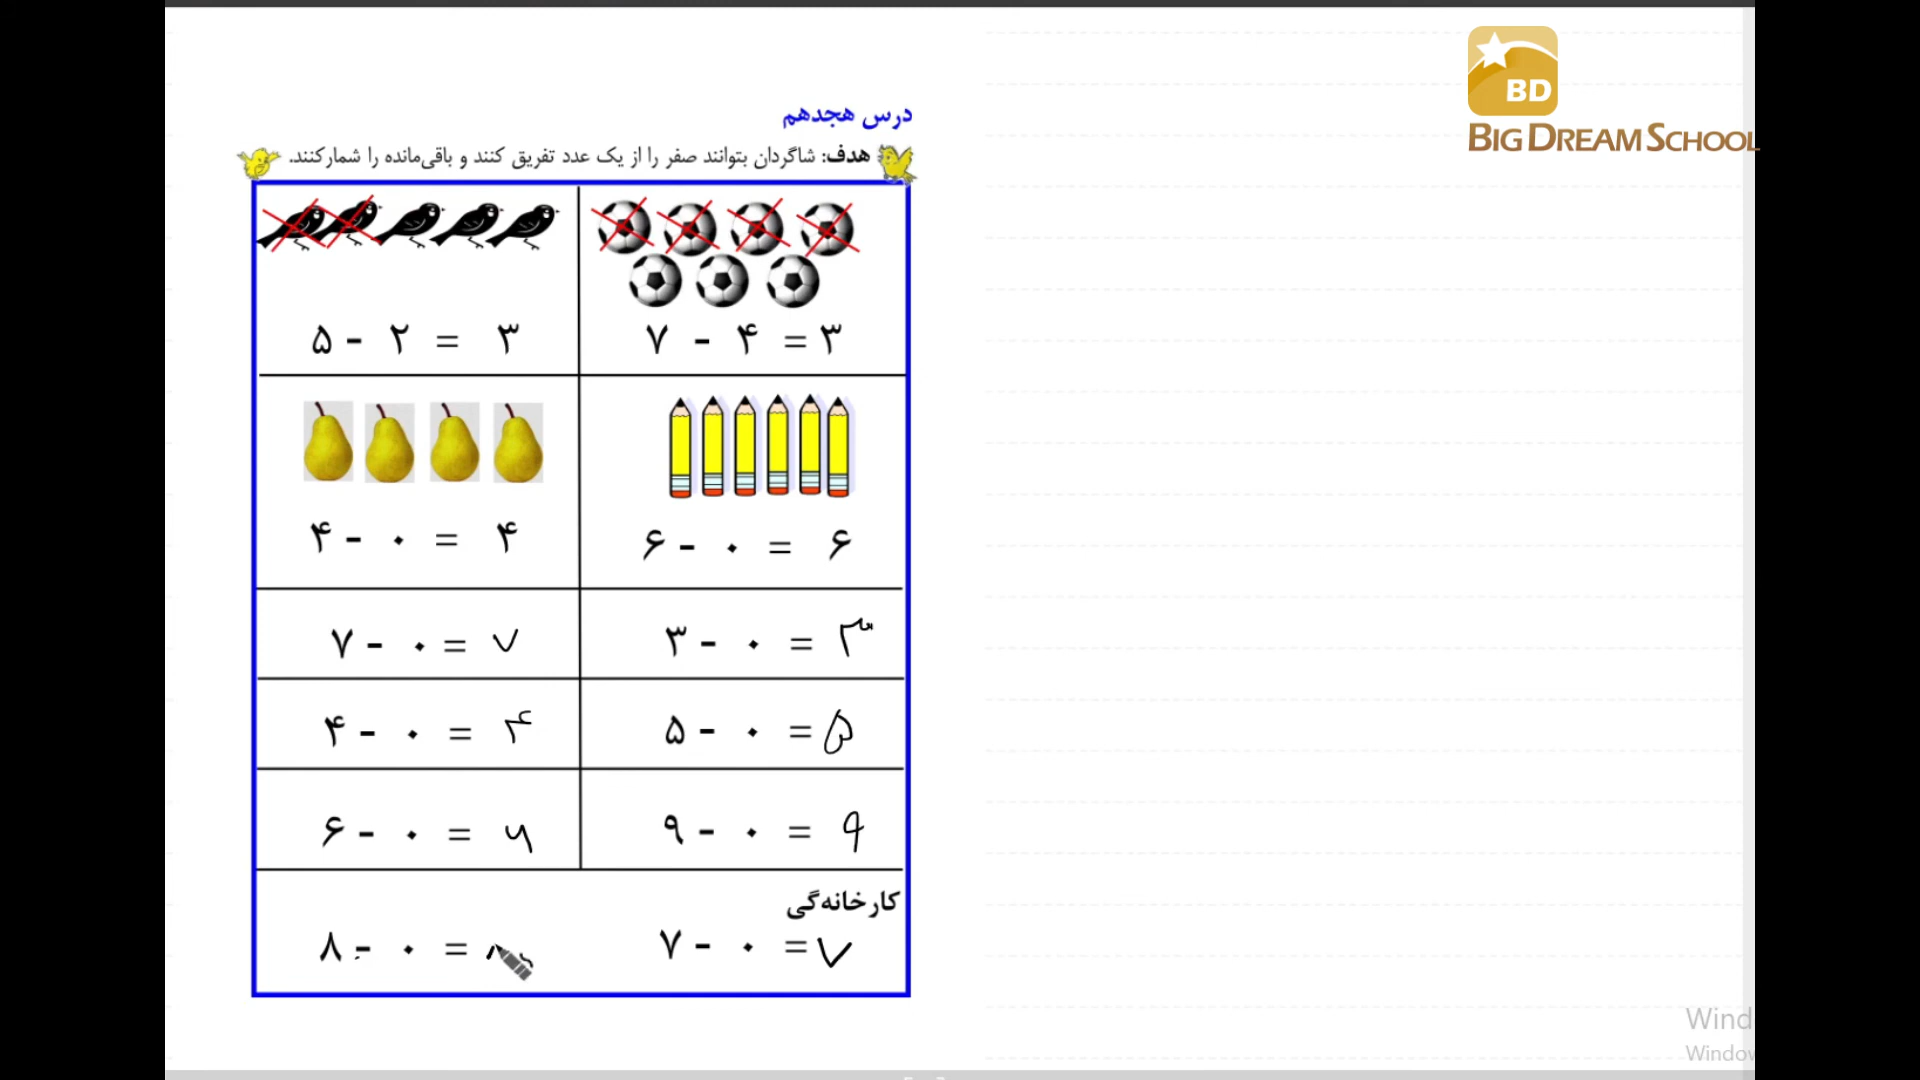 BD
BIG DREAM SCHOOL
درس هجدهم
هدف: شاگردان بتوانند صفر را از یک عدد تفریق کنند و باقی‌مانده را شمارکنند.
۵ - ۲ = ۳
۷ - ۴ = ۳
۴ - ۰ = ۴
۶ - ۰ = ۶
۷ - ۰ = ۷
۳ - ۰ = ۳
۴ - ۰ = ۴
۵ - ۰ = ۵
۶ - ۰ = ۶
۹ - ۰ = ۹
کارخانه‌گی
۸ - ۰ =
۷ - ۰ = ۷
Wind
Window